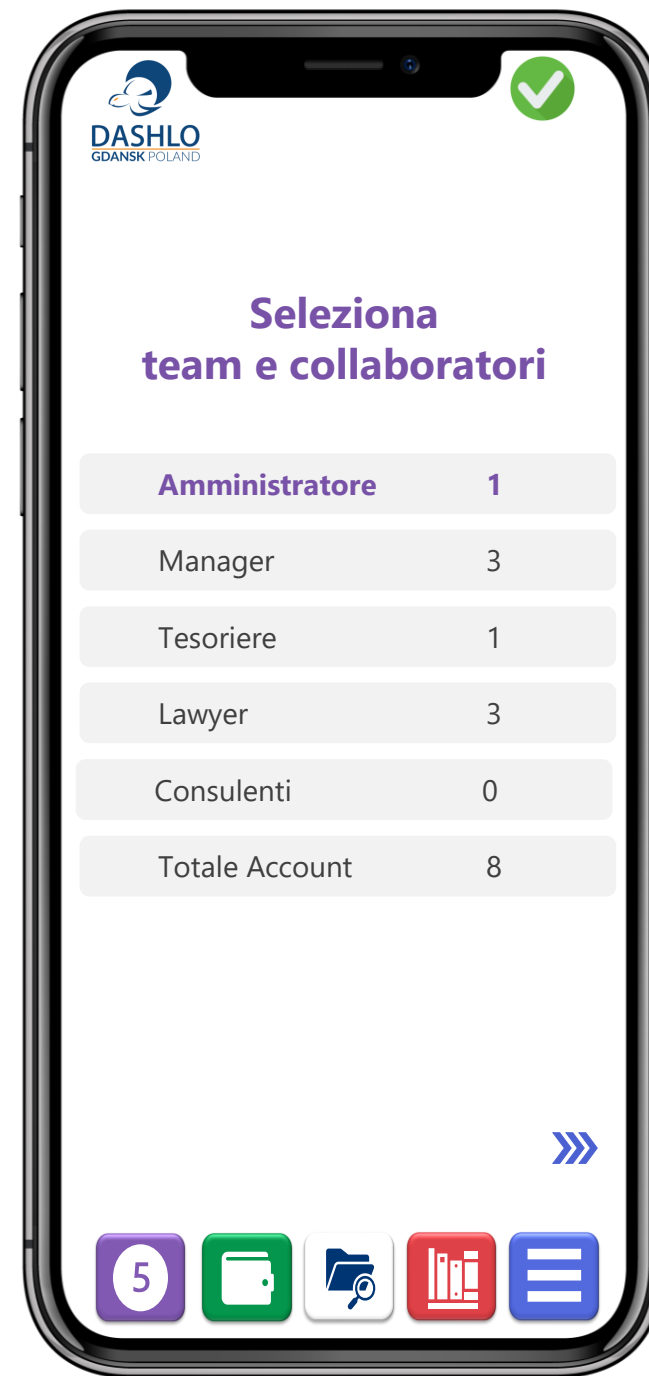 DASHLO
GDANSK POLAND
Seleziona
team e collaboratori
Amministratore 1
Manager 3
Tesoriere 1
Lawyer 3
Consulenti 0
Totale Account 8
5